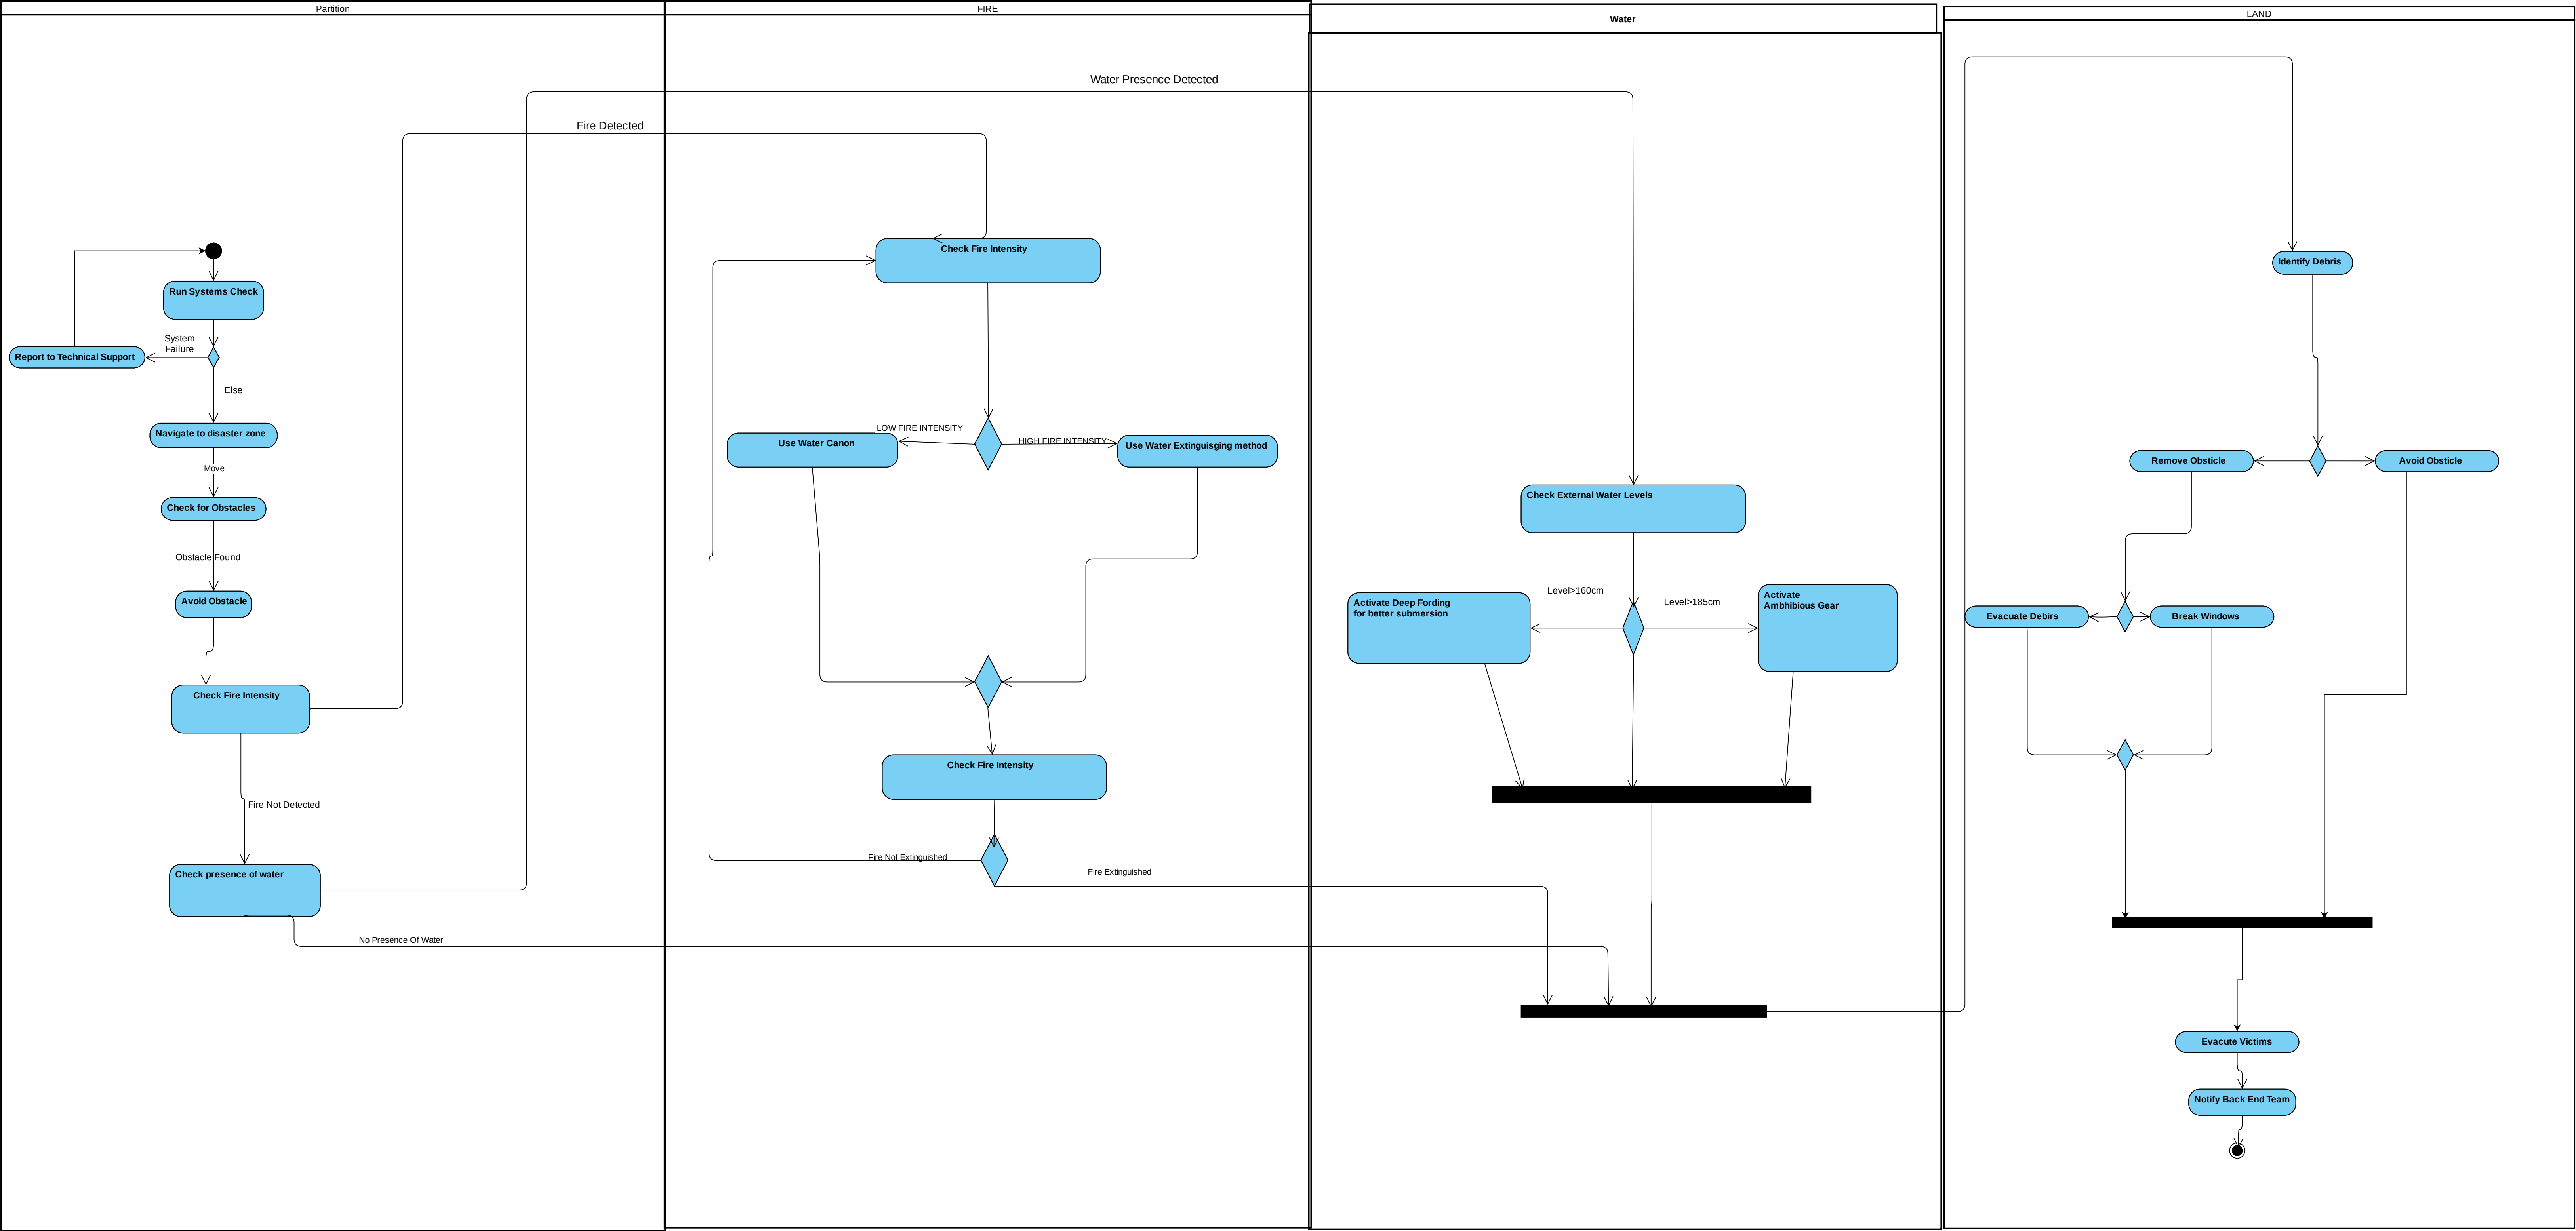 Partition
FIRE
Water
LAND
Water Presence Detected
Fire Detected
Run Systems Check
System
Failure
Report to Technical Support
Else
Navigate to disaster zone
Move
Check for Obstacles
Obstacle Found
Avoid Obstacle
Check Fire Intensity
Fire Not Detected
Check presence of water
No Presence Of Water
Check Fire Intensity
LOW FIRE INTENSITY
HIGH FIRE INTENSITY
Use Water Canon
Use Water Extinguisging method
Check Fire Intensity
Fire Not Extinguished
Fire Extinguished
Check External Water Levels
Level>160cm
Level>185cm
Activate Deep Fording
for better submersion
Activate
Ambhibious Gear
Identify Debris
Remove Obsticle
Avoid Obsticle
Evacuate Debirs
Break Windows
Evacute Victims
Notify Back End Team